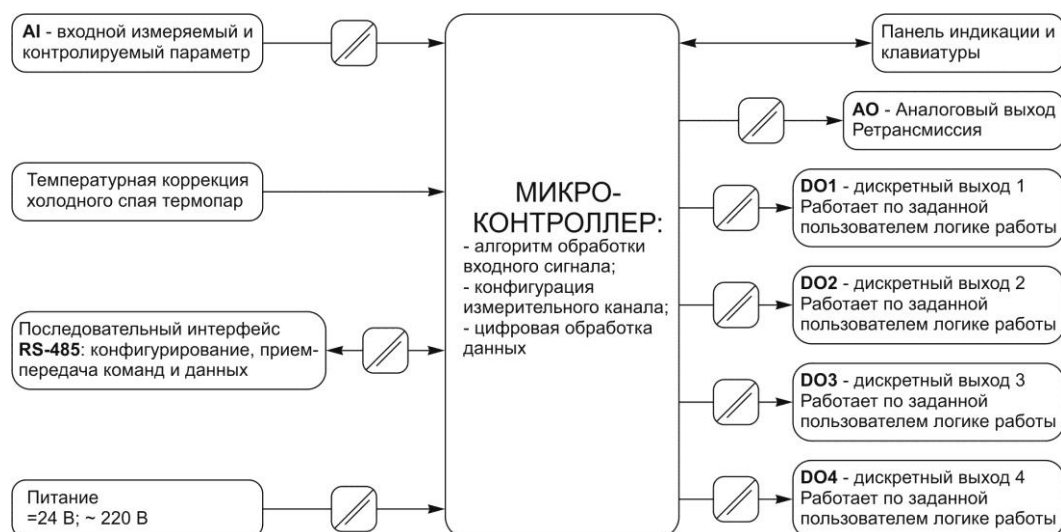 AI - входной измеряемый и
контролируемый параметр
Температурная коррекция
холодного спая термопар
Последовательный интерфейс
RS-485: конфигурирование, прием-
передача команд и данных
Питание
=24 В; ~ 220 В
МИКРО-
КОНТРОЛЛЕР:
- алгоритм обработки
входного сигнала;
- конфигурация
измерительного канала;
- цифровая обработка
данных
Панель индикации и
клавиатуры
AO - Аналоговый выход
Ретрансмиссия
DO1 - дискретный выход 1
Работает по заданной
пользователем логике работы
DO2 - дискретный выход 2
Работает по заданной
пользователем логике работы
DO3 - дискретный выход 3
Работает по заданной
пользователем логике работы
DO4 - дискретный выход 4
Работает по заданной
пользователем логике работы